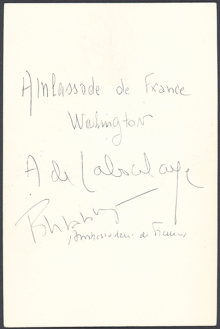 Ambassade de France
Washington
A de Laboulaye
Ambassadeur de France